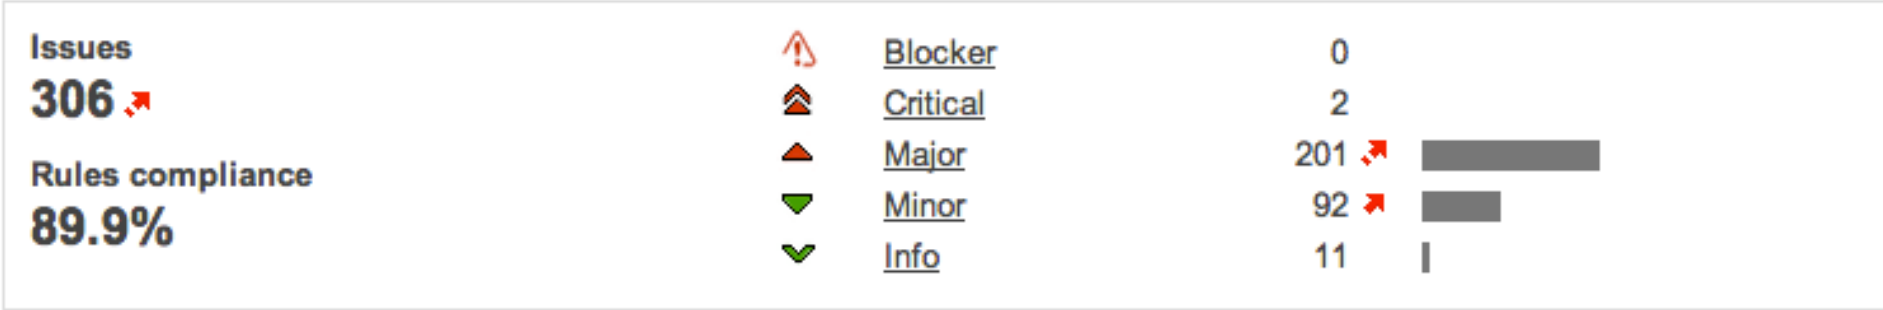 Issues
306
Rules compliance
89.9%
Blocker 0
Critical 2
Major 201
Minor 92
Info 11